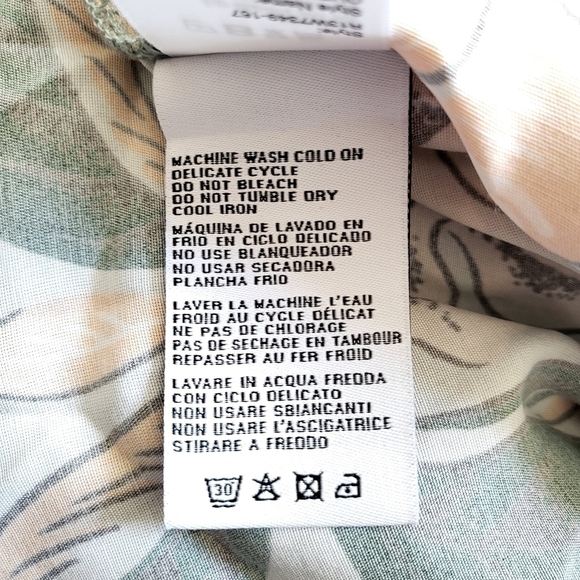 MACHINE WASH COLD ON
DELICATE CYCLE
DO NOT BLEACH
DO NOT TUMBLE DRY
COOL IRON
MÁQUINA DE LAVADO EN
FRIO EN CICLO DELICADO
NO USE BLANQUEADOR
NO USAR SECADORA
PLANCHA FRIO
LAVER LA MACHINE L'EAU
FROID AU CYCLE DÉLICAT
NE PAS DE CHLORAGE
PAS DE SECHAGE EN TAMBOUR
REPASSER AU FER FROID
LAVARE IN ACQUA FREDDA
CON CICLO DELICATO
NON USARE SBIANCANTI
NON USARE L'ASCIGATRICE
STIRARE A FREDDO
30